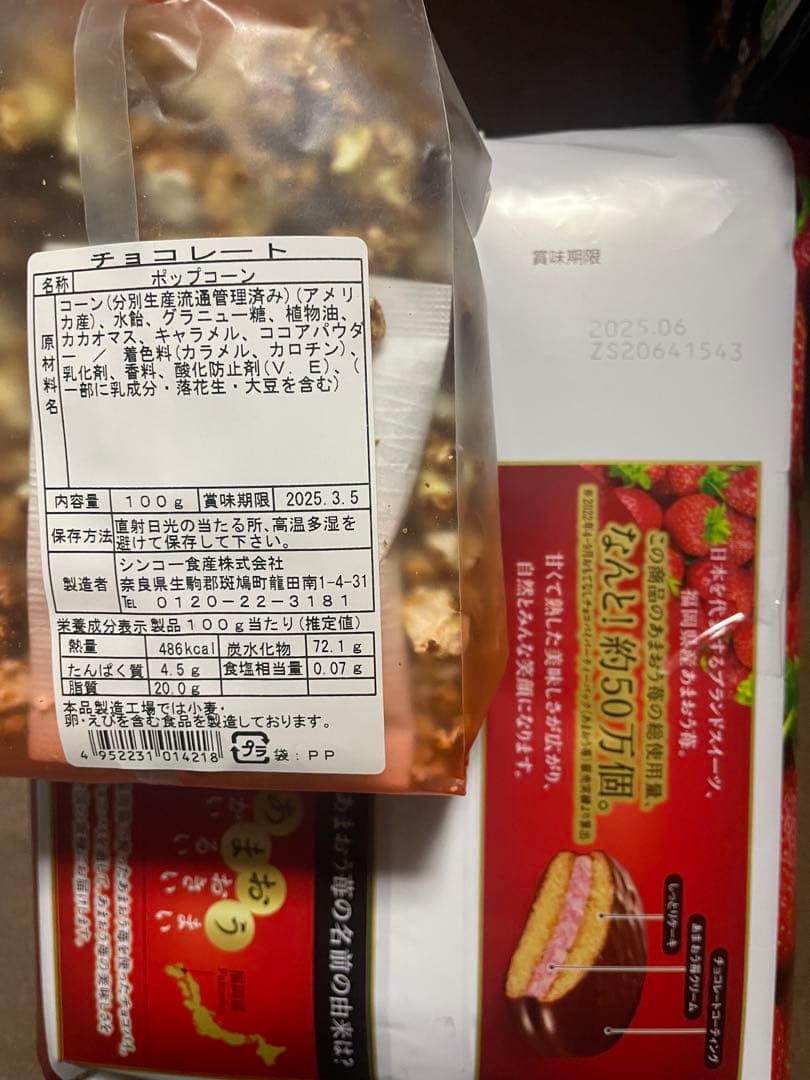 チョコレート
名称
ポップコーン
原材料名
コーン(分別生産流通管理済み)(アメリ
カ産)、水飴、グラニュー糖、植物油、
カカオマス、キャラメル、ココアパウダ
ー / 着色料(カラメル、カロチン)、
乳化剤、香料、酸化防止剤(V. E)、(
一部に乳成分・落花生・大豆を含む)
内容量 100g 賞味期限 2025.3.5
保存方法
直射日光の当たる所、高温多湿を
避けて保存して下さい。
製造者
シンコー食産株式会社
奈良県生駒郡斑鳩町龍田南1-4-31
℡ 0120-22-3181
栄養成分表示 製品100g当たり(推定値)
熱量 486kcal 炭水化物 72.1g
たんぱく質 4.5g 食塩相当量 0.07g
脂質 20.0g
本品製造工場では小麦・
卵・えびを含む食品を製造しております。
4 952231 014218
プラ 袋:PP
賞味期限
2025.06
ZS20641543
日本を代表するブランドスイーツ、
福岡県産あまおう苺。
この商品のあまおう苺の総使用量、
なんと!約50万個。
甘くて熟した美味しさが広がり、
自然とみんな笑顔になります。
しっとりケーキ
あまおう苺クリーム
チョコレートコーティング
あまおう苺の名前の由来は?
あまおう
かるい
おきい
まい
福岡県